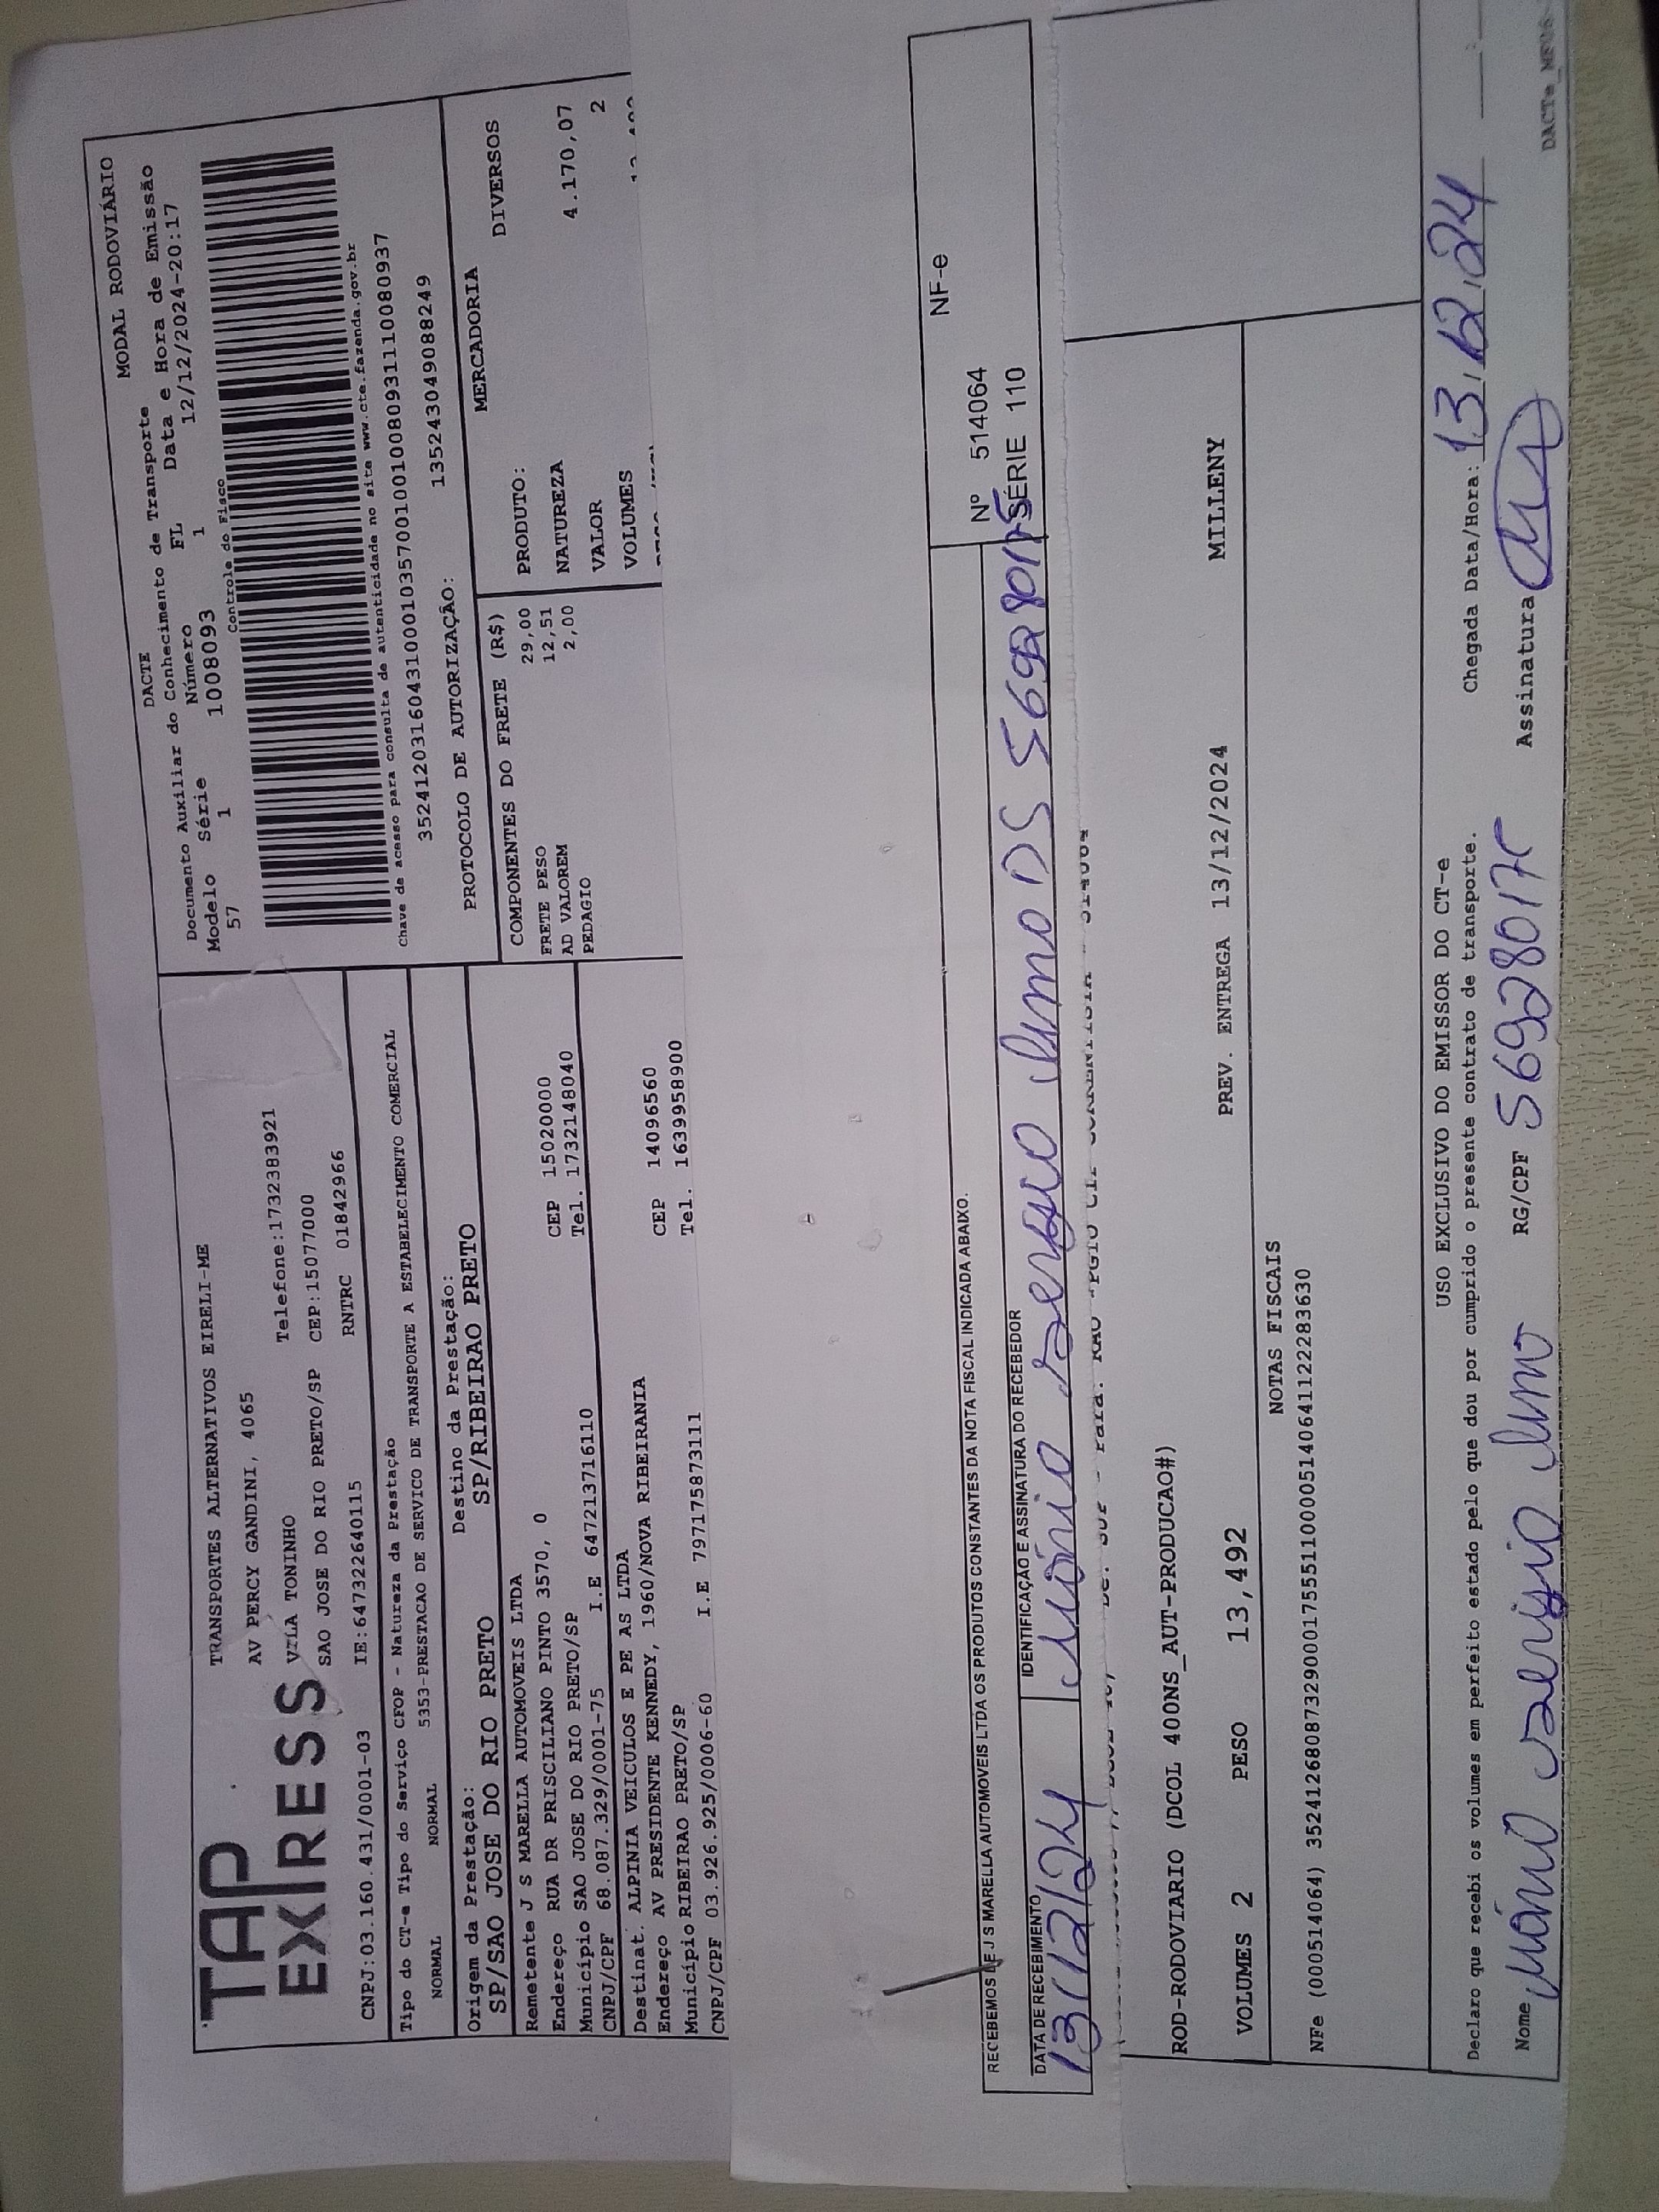 TAP EXPRESS
TRANSPORTES ALTERNATIVOS EIRELI-ME
AV PERCY GANDINI, 4065
VILA TONINHO Telefone:1732383921
SAO JOSE DO RIO PRETO/SP CEP:15077000
CNPJ:03.160.431/0001-03 IE:647322640115 RNTRC 01842966
DACTE MODAL RODOVIÁRIO
Documento Auxiliar do Conhecimento de Transporte
Modelo Série Número FL Data e Hora de Emissão
57 1 1008093 1 12/12/2024-20:17
Controle do Fisco
Chave de acesso para consulta de autenticidade no site www.cte.fazenda.gov.br
35241203160431000103570010010080931110080937
PROTOCOLO DE AUTORIZAÇÃO: 135243049088249
Tipo do CT-e Tipo do Serviço CFOP - Natureza da Prestação
NORMAL NORMAL 5353-PRESTACAO DE SERVICO DE TRANSPORTE A ESTABELECIMENTO COMERCIAL
Origem da Prestação: Destino da Prestação:
SP/SAO JOSE DO RIO PRETO SP/RIBEIRAO PRETO
Remetente J S MARELLA AUTOMOVEIS LTDA
Endereço RUA DR PRISCILIANO PINTO 3570, 0 CEP 15020000
Município SAO JOSE DO RIO PRETO/SP Tel. 1732148040
CNPJ/CPF 68.087.329/0001-75 I.E 647213716110
Destinat. ALPINIA VEICULOS E PE AS LTDA
Endereço AV PRESIDENTE KENNEDY, 1960/NOVA RIBEIRANIA CEP 14096560
Município RIBEIRAO PRETO/SP Tel. 1639958900
CNPJ/CPF 03.926.925/0006-60 I.E 797175873111
COMPONENTES DO FRETE (R$)
FRETE PESO 29,00
AD VALOREM 12,51
PEDAGIO 2,00
MERCADORIA
PRODUTO: DIVERSOS
NATUREZA
VALOR 4.170,07
VOLUMES 2
RECEBEMOS DE J S MARELLA AUTOMOVEIS LTDA OS PRODUTOS CONSTANTES DA NOTA FISCAL INDICADA ABAIXO. NF-e
DATA DE RECEBIMENTO IDENTIFICAÇÃO E ASSINATURA DO RECEBEDOR Nº 514064
13/12/24 Mário Sergio Lima DS SÉRIE 110
ROD-RODOVIARIO (DCOL 400NS_AUT-PRODUCAO#)
VOLUMES 2 PESO 13,492 PREV. ENTREGA 13/12/2024 MILLENY
NOTAS FISCAIS
NFe (000514064) 35241268087329000175551100005140641122283630
USO EXCLUSIVO DO EMISSOR DO CT-e
Declaro que recebi os volumes em perfeito estado pelo que dou por cumprido o presente contrato de transporte. Chegada Data/Hora: 13/12/24
Nome Mário Sergio Lima RG/CPF Assinatura